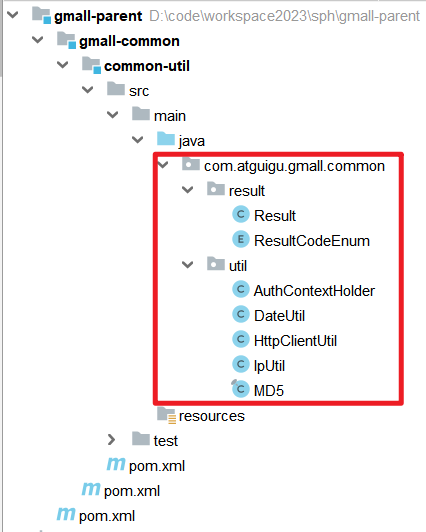 gmall-parent D:\code\workspace2023\sph\gmall-parent
gmall-common
common-util
src
main
java
com.atguigu.gmall.common
result
C Result
E ResultCodeEnum
util
C AuthContextHolder
C DateUtil
C HttpClientUtil
C IpUtil
C MD5
resources
test
m pom.xml
m pom.xml
m pom.xml